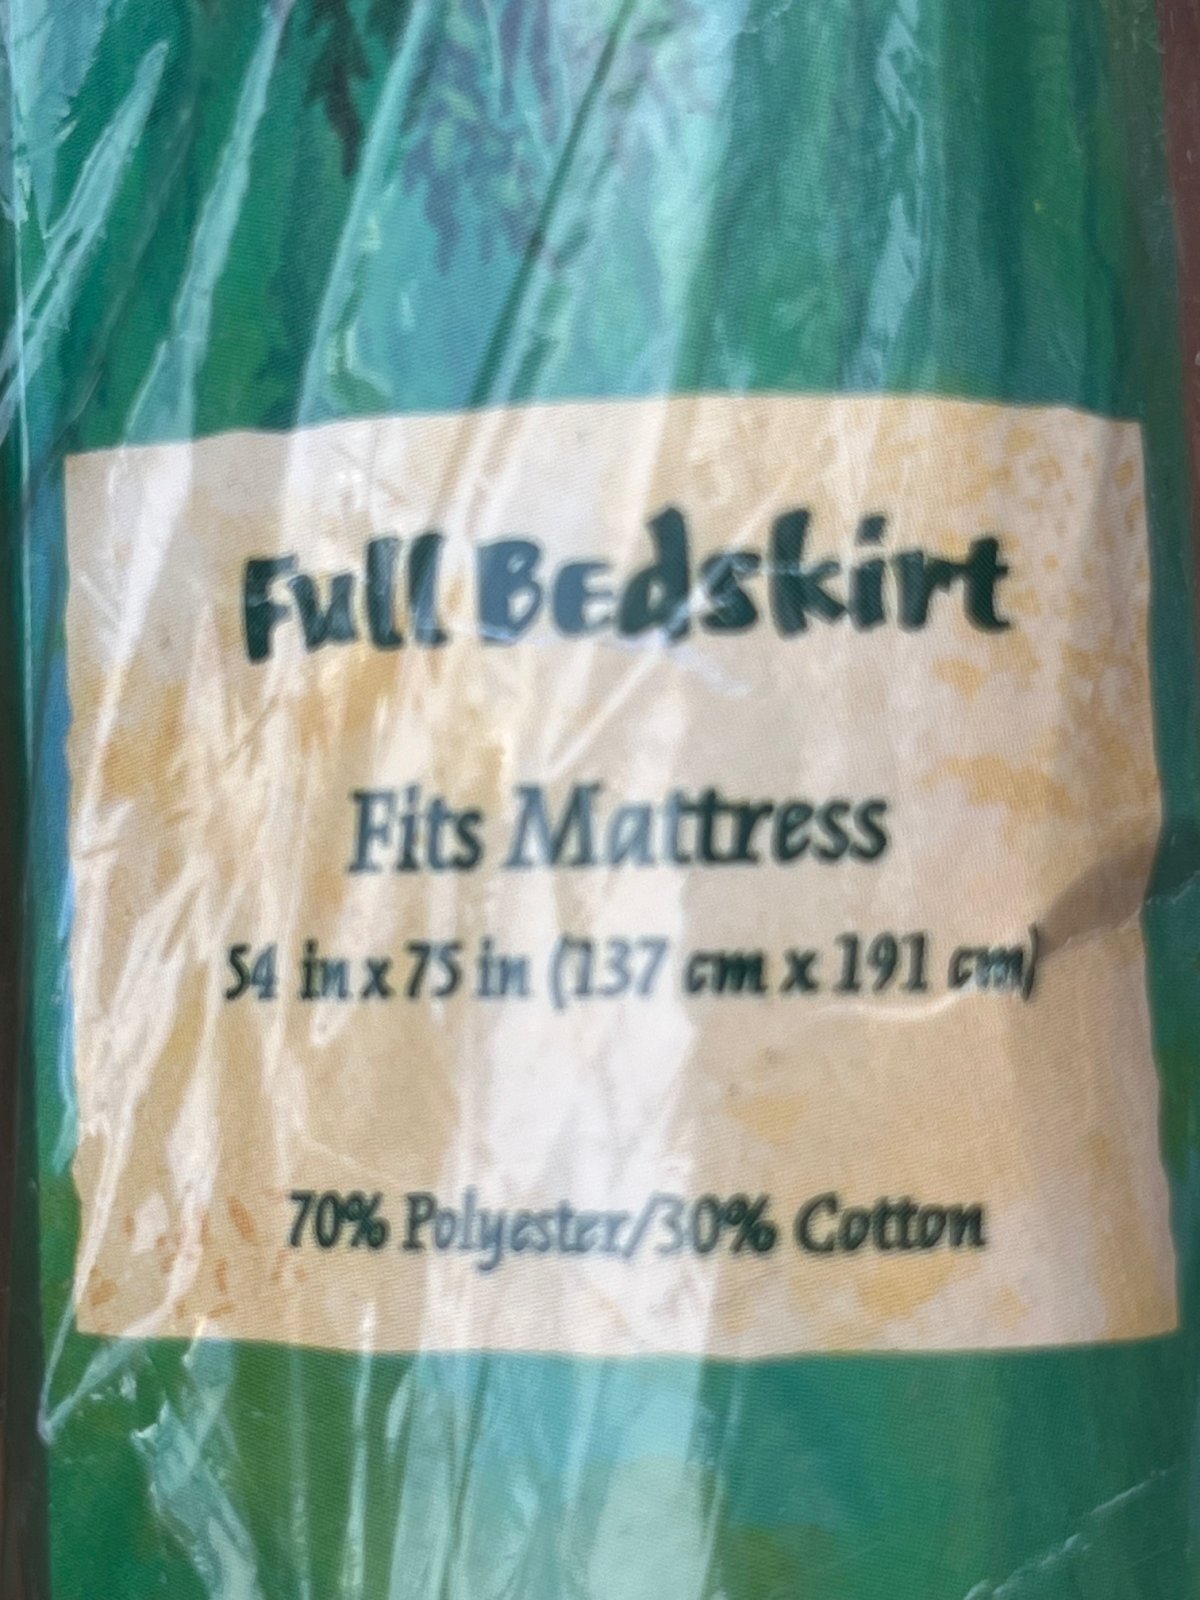 Full Bedskirt
Fits Mattress
54 in x 75 in (137 cm x 191 cm)
70% Polyester/30% Cotton